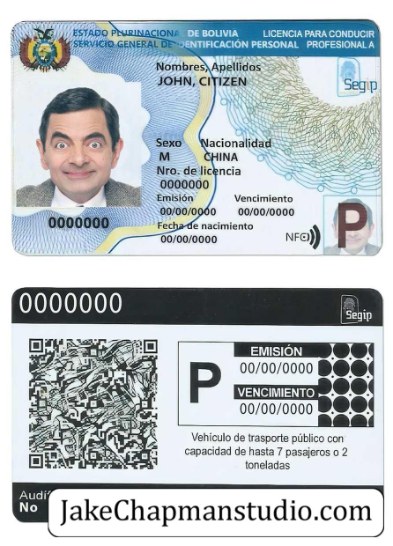 ESTADO PLURINACIONAL DE BOLIVIA LICENCIA PARA CONDUCIR
SERVICIO GENERAL DE IDENTIFICACIÓN PERSONAL PROFESIONAL A
Nombres, Apellidos
JOHN, CITIZEN
Segip
Sexo Nacionalidad
M CHINA
Nro. de licencia
0000000
Emisión Vencimiento
00/00/0000 00/00/0000
0000000
Fecha de nacimiento
00/00/0000
NFC
P
0000000
Segip
P
EMISIÓN
00/00/0000
VENCIMIENTO
00/00/0000
Vehículo de trasporte público con
capacidad de hasta 7 pasajeros o 2
toneladas
No
JakeChapmanstudio.com